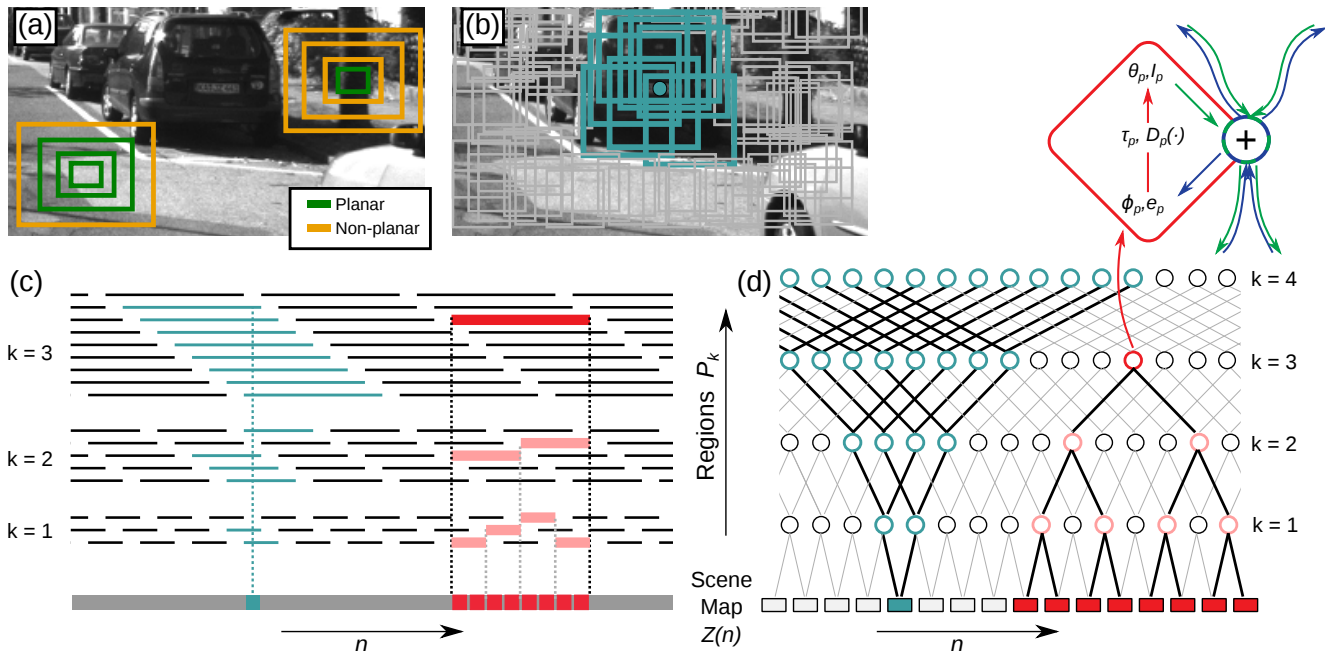 (a)
Planar
Non-planar
(b)
θp,Ip
τp, Dp(·)
ϕp,ep
+
(c)
k = 3
k = 2
k = 1
n
(d)
k = 4
k = 3
k = 2
k = 1
Regions Pk
Scene
Map
Z(n)
n